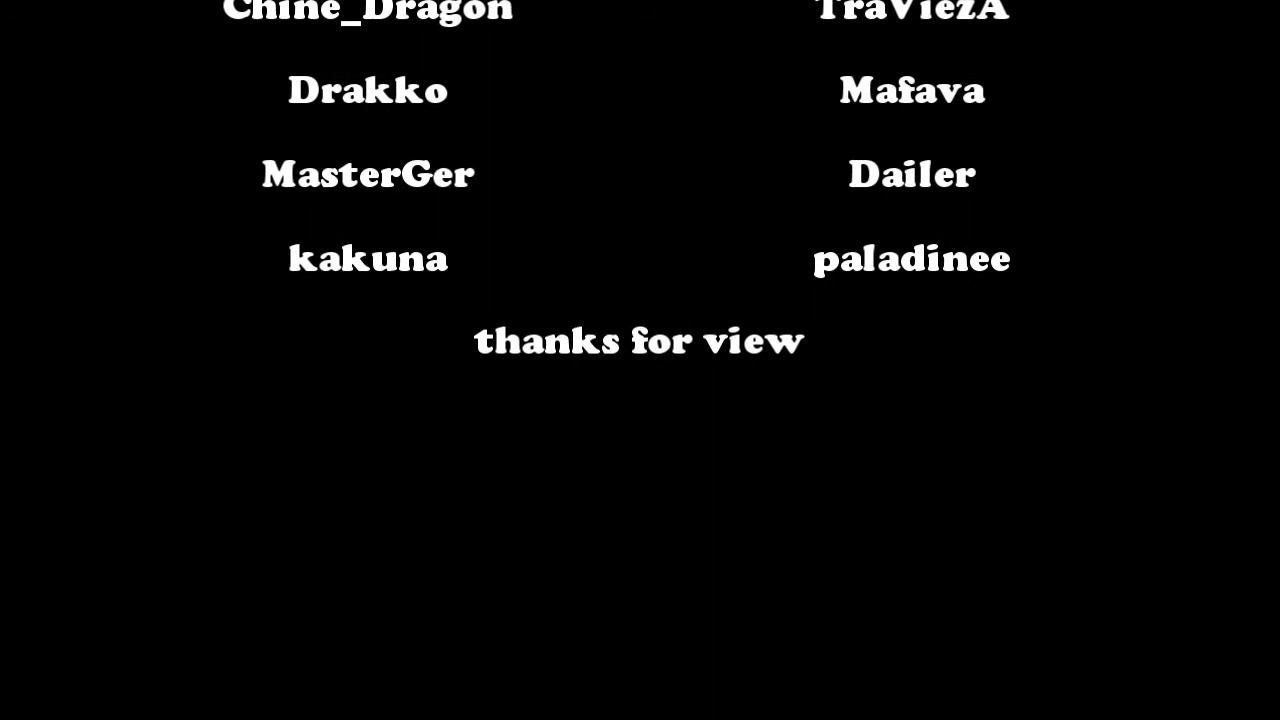 Chine_Dragon TraViezA
Drakko Mafava
MasterGer Dailer
kakuna paladinee
thanks for view